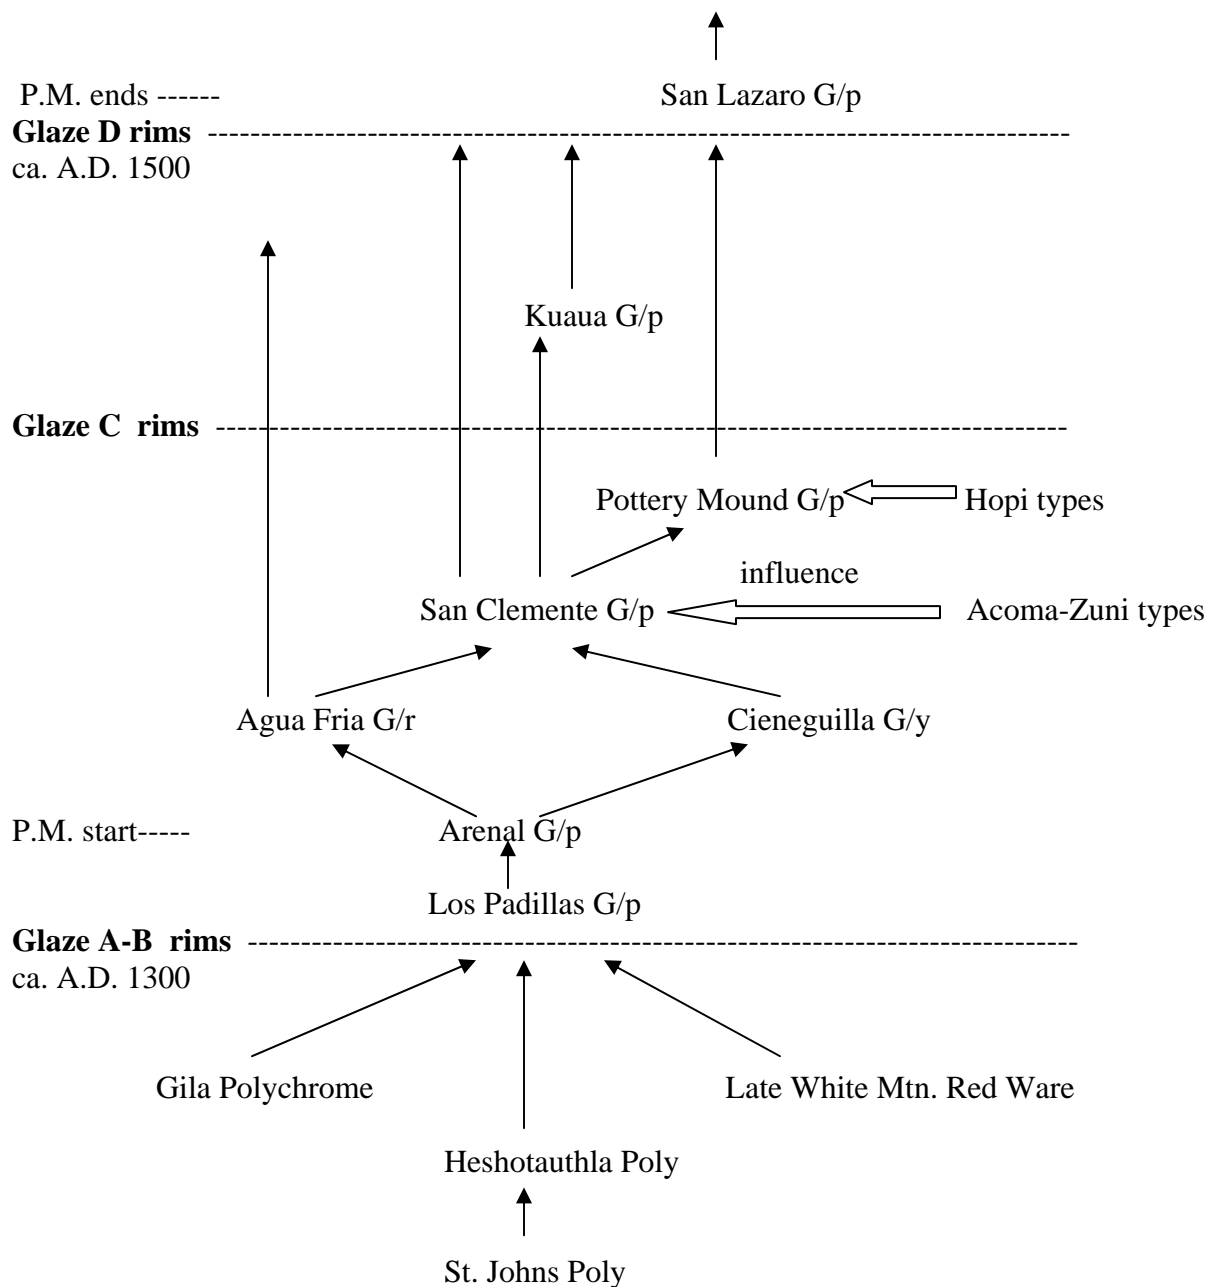 P.M. ends ------
San Lazaro G/p
Glaze D rims ---------------------------------------------------------------------------------
ca. A.D. 1500
Kuaua G/p
Glaze C  rims --------------------------------------------------------------------------------
Pottery Mound G/p
Hopi types
influence
San Clemente G/p
Acoma-Zuni types
Agua Fria G/r
Cieneguilla G/y
P.M. start-----
Arenal G/p
Los Padillas G/p
Glaze A-B  rims ------------------------------------------------------------------------------
ca. A.D. 1300
Gila Polychrome
Late White Mtn. Red Ware
Heshotauthla Poly
St. Johns Poly